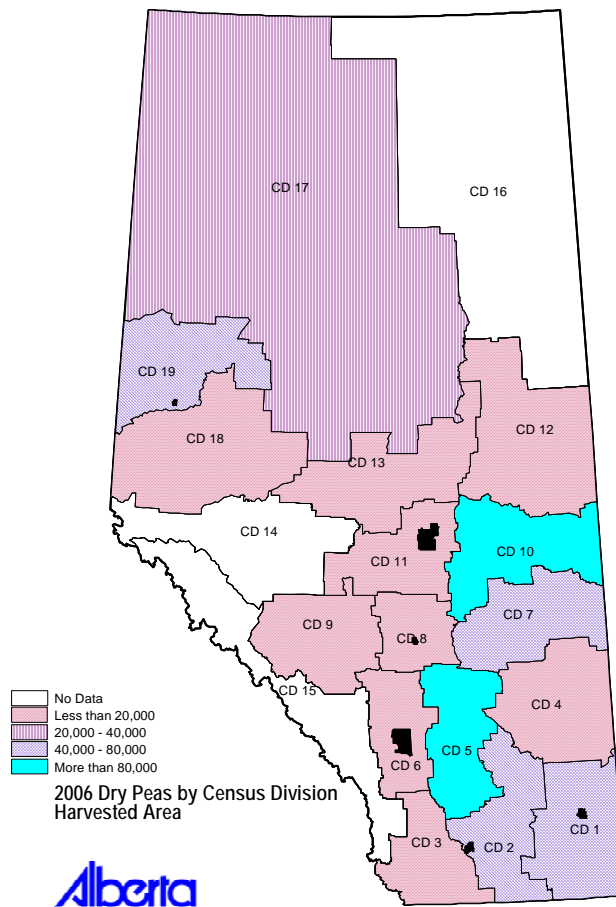 CD 17
CD 16
CD 19
CD 18
CD 12
CD 13
CD 14
CD 10
CD 11
CD 7
CD 9
CD 8
CD 15
CD 4
CD 5
CD 6
CD 1
CD 3
CD 2
No Data
Less than 20,000
20,000 - 40,000
40,000 - 80,000
More than 80,000
2006 Dry Peas by Census Division
Harvested Area
Alberta